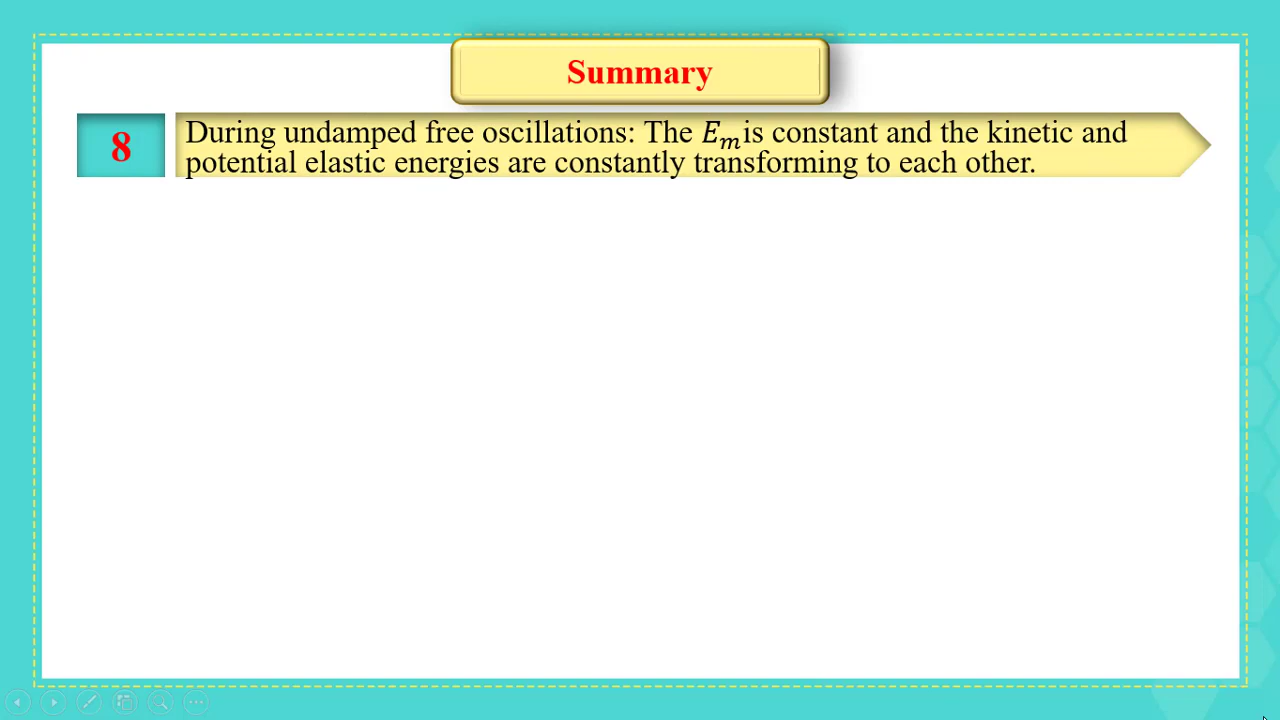 Summary
8
During undamped free oscillations: The Eₘ is constant and the kinetic and
potential elastic energies are constantly transforming to each other.